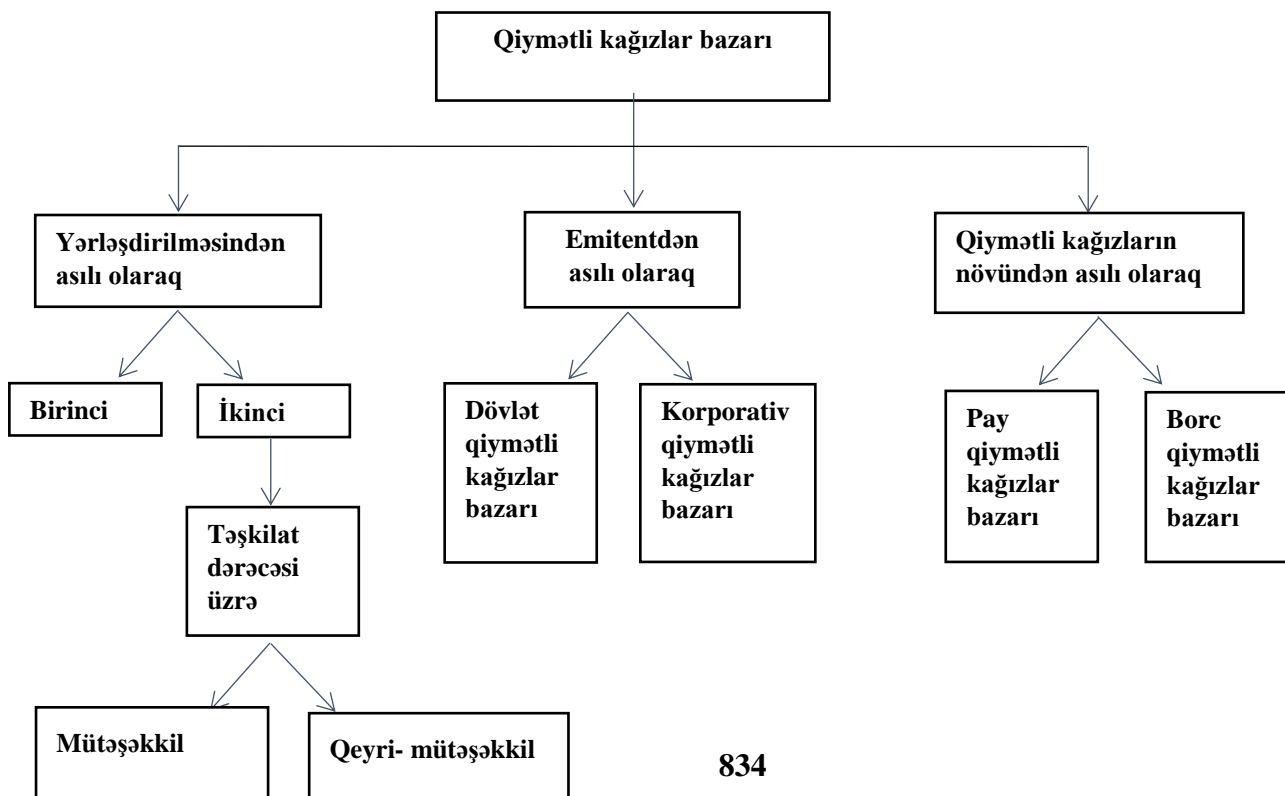 Qiymətli kağızlar bazarı
Yərləşdirilməsindən
asılı olaraq
Emitentdən
asılı olaraq
Qiymətli kağızların
növündən asılı olaraq
Birinci
İkinci
Dövlət
qiymətli
kağızlar
bazarı
Korporativ
qiymətli
kağızlar
bazarı
Pay
qiymətli
kağızlar
bazarı
Borc
qiymətli
kağızlar
bazarı
Təşkilat
dərəcəsi
üzrə
Mütəşəkkil
Qeyri- mütəşəkkil
834